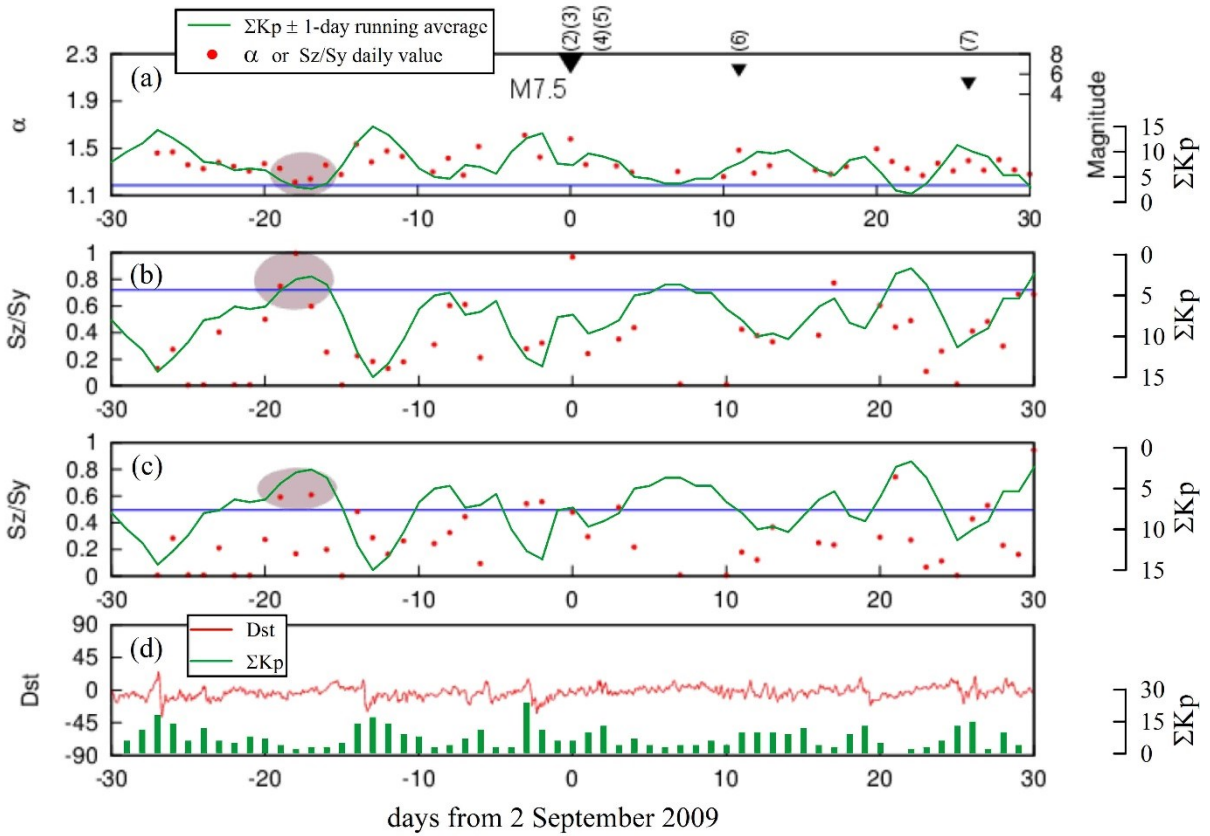 ΣKp ± 1-day running average
α or Sz/Sy daily value
(2)(3)
(4)(5)
(6)
(7)
(a)
M7.5
α
2.3
1.9
1.5
1.1
8
6
4
Magnitude
15
10
5
0
ΣKp
-30 -20 -10 0 10 20 30
(b)
Sz/Sy
1
0.8
0.6
0.4
0.2
0
0
5
10
15
ΣKp
-30 -20 -10 0 10 20 30
(c)
Sz/Sy
1
0.8
0.6
0.4
0.2
0
0
5
10
15
ΣKp
-30 -20 -10 0 10 20 30
(d)
Dst
ΣKp
Dst
90
45
0
-45
-90
30
15
0
ΣKp
-30 -20 -10 0 10 20 30
days from 2 September 2009